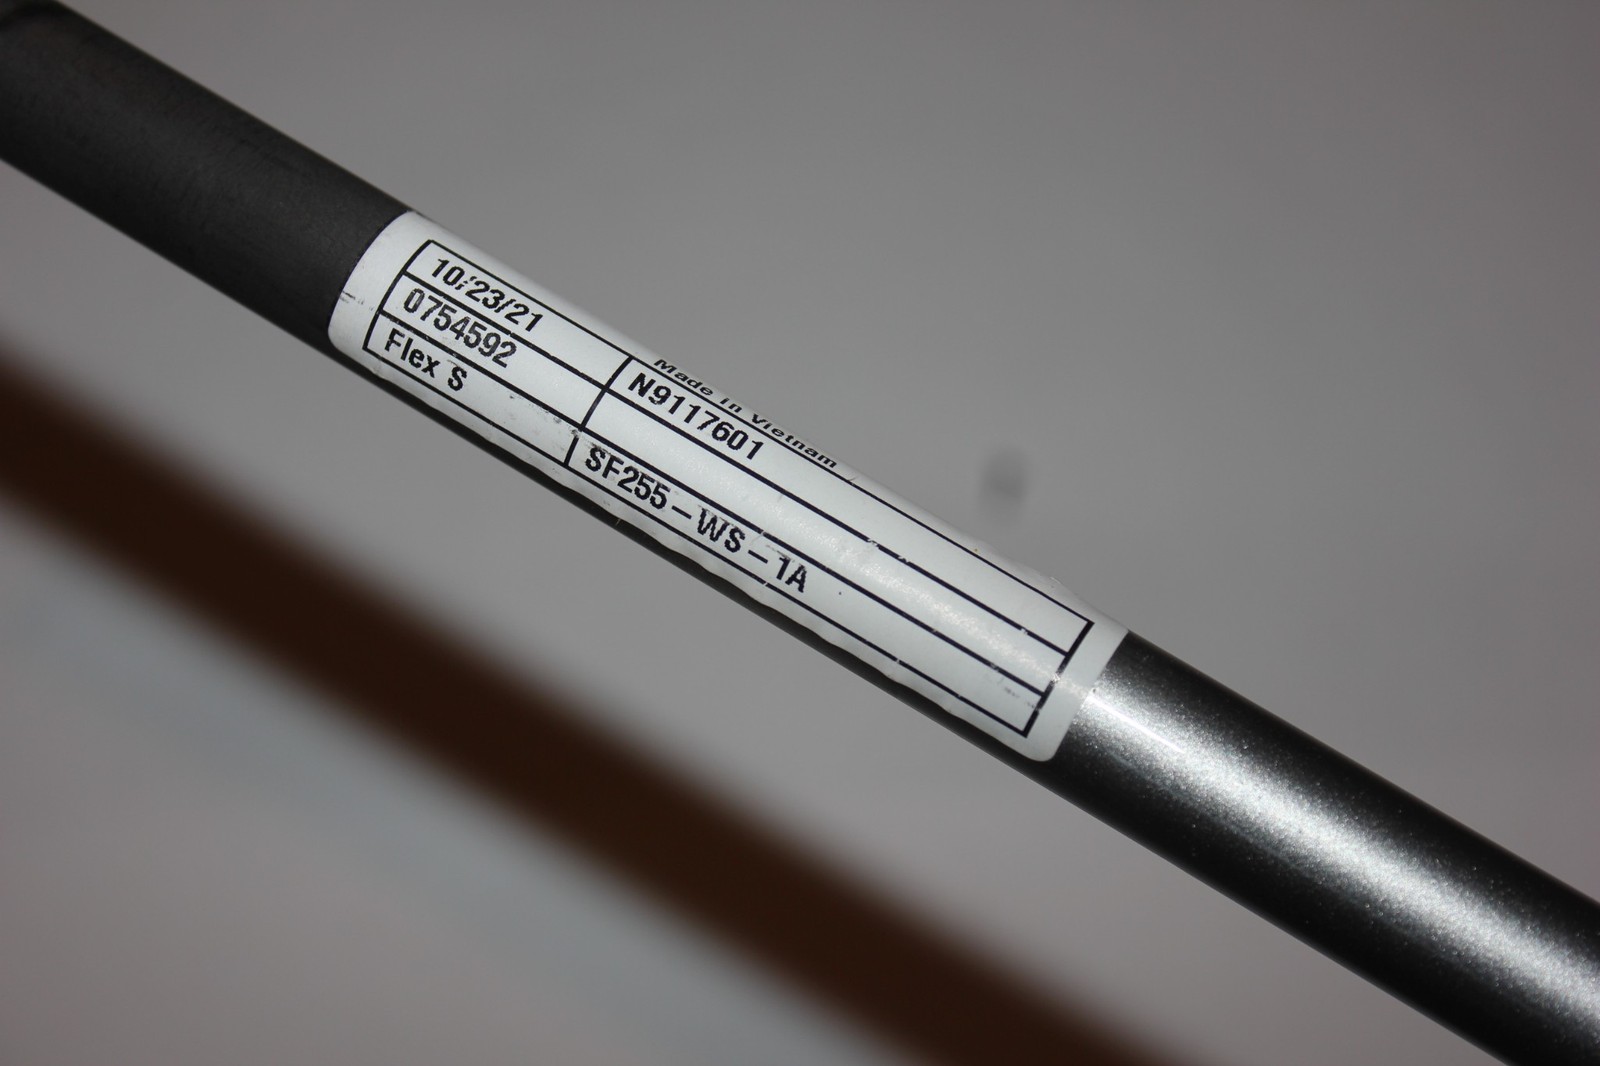 Made in Vietnam
10/23/21
N9117601
0754592
Flex S
SF255-WS-1A